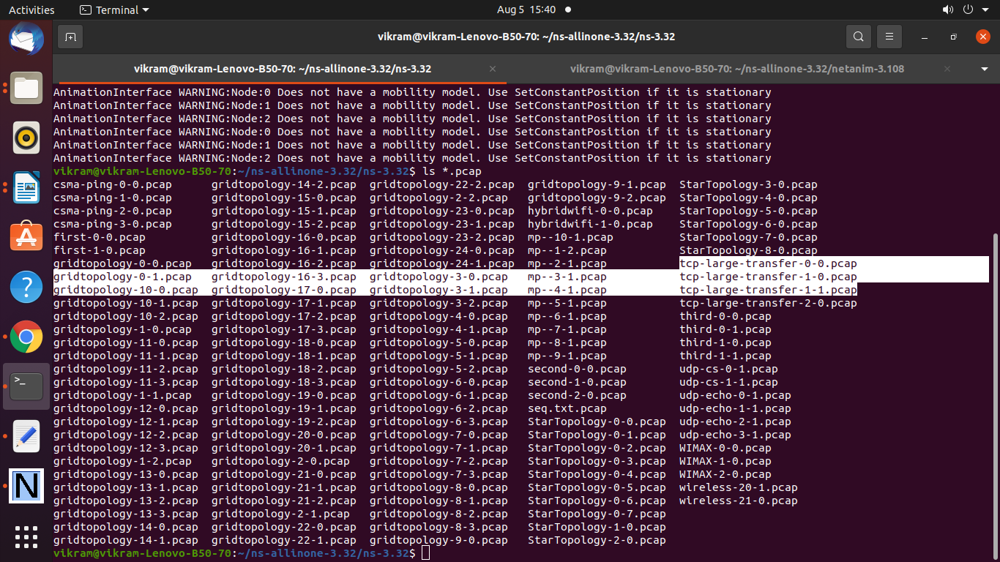 Activities Terminal Aug 5 15:40
vikram@vikram-Lenovo-B50-70: ~/ns-allinone-3.32/ns-3.32
vikram@vikram-Lenovo-B50-70: ~/ns-allinone-3.32/ns-3.32 vikram@vikram-Lenovo-B50-70: ~/ns-allinone-3.32/netanim-3.108
AnimationInterface WARNING:Node:0 Does not have a mobility model. Use SetConstantPosition if it is stationary
AnimationInterface WARNING:Node:1 Does not have a mobility model. Use SetConstantPosition if it is stationary
AnimationInterface WARNING:Node:2 Does not have a mobility model. Use SetConstantPosition if it is stationary
AnimationInterface WARNING:Node:0 Does not have a mobility model. Use SetConstantPosition if it is stationary
AnimationInterface WARNING:Node:1 Does not have a mobility model. Use SetConstantPosition if it is stationary
AnimationInterface WARNING:Node:2 Does not have a mobility model. Use SetConstantPosition if it is stationary
vikram@vikram-Lenovo-B50-70:~/ns-allinone-3.32/ns-3.32$ ls *.pcap
csma-ping-0-0.pcap gridtopology-14-2.pcap gridtopology-22-2.pcap gridtopology-9-1.pcap StarTopology-3-0.pcap
csma-ping-1-0.pcap gridtopology-15-0.pcap gridtopology-2-2.pcap gridtopology-9-2.pcap StarTopology-4-0.pcap
csma-ping-2-0.pcap gridtopology-15-1.pcap gridtopology-23-0.pcap hybridwifi-0-0.pcap StarTopology-5-0.pcap
csma-ping-3-0.pcap gridtopology-15-2.pcap gridtopology-23-1.pcap hybridwifi-1-0.pcap StarTopology-6-0.pcap
first-0-0.pcap gridtopology-16-0.pcap gridtopology-23-2.pcap mp--10-1.pcap StarTopology-7-0.pcap
first-1-0.pcap gridtopology-16-1.pcap gridtopology-24-0.pcap mp--1-2.pcap StarTopology-8-0.pcap
gridtopology-0-0.pcap gridtopology-16-2.pcap gridtopology-24-1.pcap mp--2-1.pcap tcp-large-transfer-0-0.pcap
gridtopology-0-1.pcap gridtopology-16-3.pcap gridtopology-3-0.pcap mp--3-1.pcap tcp-large-transfer-1-0.pcap
gridtopology-10-0.pcap gridtopology-17-0.pcap gridtopology-3-1.pcap mp--4-1.pcap tcp-large-transfer-1-1.pcap
gridtopology-10-1.pcap gridtopology-17-1.pcap gridtopology-3-2.pcap mp--5-1.pcap tcp-large-transfer-2-0.pcap
gridtopology-10-2.pcap gridtopology-17-2.pcap gridtopology-4-0.pcap mp--6-1.pcap third-0-0.pcap
gridtopology-1-0.pcap gridtopology-17-3.pcap gridtopology-4-1.pcap mp--7-1.pcap third-0-1.pcap
gridtopology-11-0.pcap gridtopology-18-0.pcap gridtopology-5-0.pcap mp--8-1.pcap third-1-0.pcap
gridtopology-11-1.pcap gridtopology-18-1.pcap gridtopology-5-1.pcap mp--9-1.pcap third-1-1.pcap
gridtopology-11-2.pcap gridtopology-18-2.pcap gridtopology-5-2.pcap second-0-0.pcap udp-cs-0-1.pcap
gridtopology-11-3.pcap gridtopology-18-3.pcap gridtopology-6-0.pcap second-1-0.pcap udp-cs-1-1.pcap
gridtopology-1-1.pcap gridtopology-19-0.pcap gridtopology-6-1.pcap second-2-0.pcap udp-echo-0-1.pcap
gridtopology-12-0.pcap gridtopology-19-1.pcap gridtopology-6-2.pcap seq.txt.pcap udp-echo-1-1.pcap
gridtopology-12-1.pcap gridtopology-19-2.pcap gridtopology-6-3.pcap StarTopology-0-0.pcap udp-echo-2-1.pcap
gridtopology-12-2.pcap gridtopology-20-0.pcap gridtopology-7-0.pcap StarTopology-0-1.pcap udp-echo-3-1.pcap
gridtopology-12-3.pcap gridtopology-20-1.pcap gridtopology-7-1.pcap StarTopology-0-2.pcap WIMAX-0-0.pcap
gridtopology-1-2.pcap gridtopology-2-0.pcap gridtopology-7-2.pcap StarTopology-0-3.pcap WIMAX-1-0.pcap
gridtopology-13-0.pcap gridtopology-21-0.pcap gridtopology-7-3.pcap StarTopology-0-4.pcap WIMAX-2-0.pcap
gridtopology-13-1.pcap gridtopology-21-1.pcap gridtopology-8-0.pcap StarTopology-0-5.pcap wireless-20-1.pcap
gridtopology-13-2.pcap gridtopology-21-2.pcap gridtopology-8-1.pcap StarTopology-0-6.pcap wireless-21-0.pcap
gridtopology-13-3.pcap gridtopology-2-1.pcap gridtopology-8-2.pcap StarTopology-0-7.pcap
gridtopology-14-0.pcap gridtopology-22-0.pcap gridtopology-8-3.pcap StarTopology-1-0.pcap
gridtopology-14-1.pcap gridtopology-22-1.pcap gridtopology-9-0.pcap StarTopology-2-0.pcap
vikram@vikram-Lenovo-B50-70:~/ns-allinone-3.32/ns-3.32$